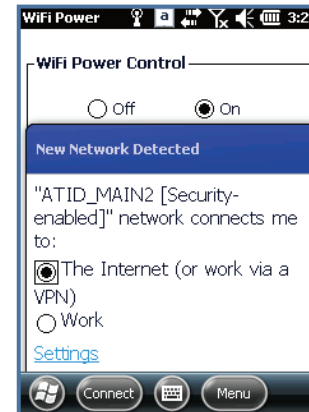 WiFi Power a 3:2
WiFi Power Control
Off On
New Network Detected
"ATID_MAIN2 [Security-
enabled]" network connects me
to:
The Internet (or work via a
VPN)
Work
Settings
Connect Menu